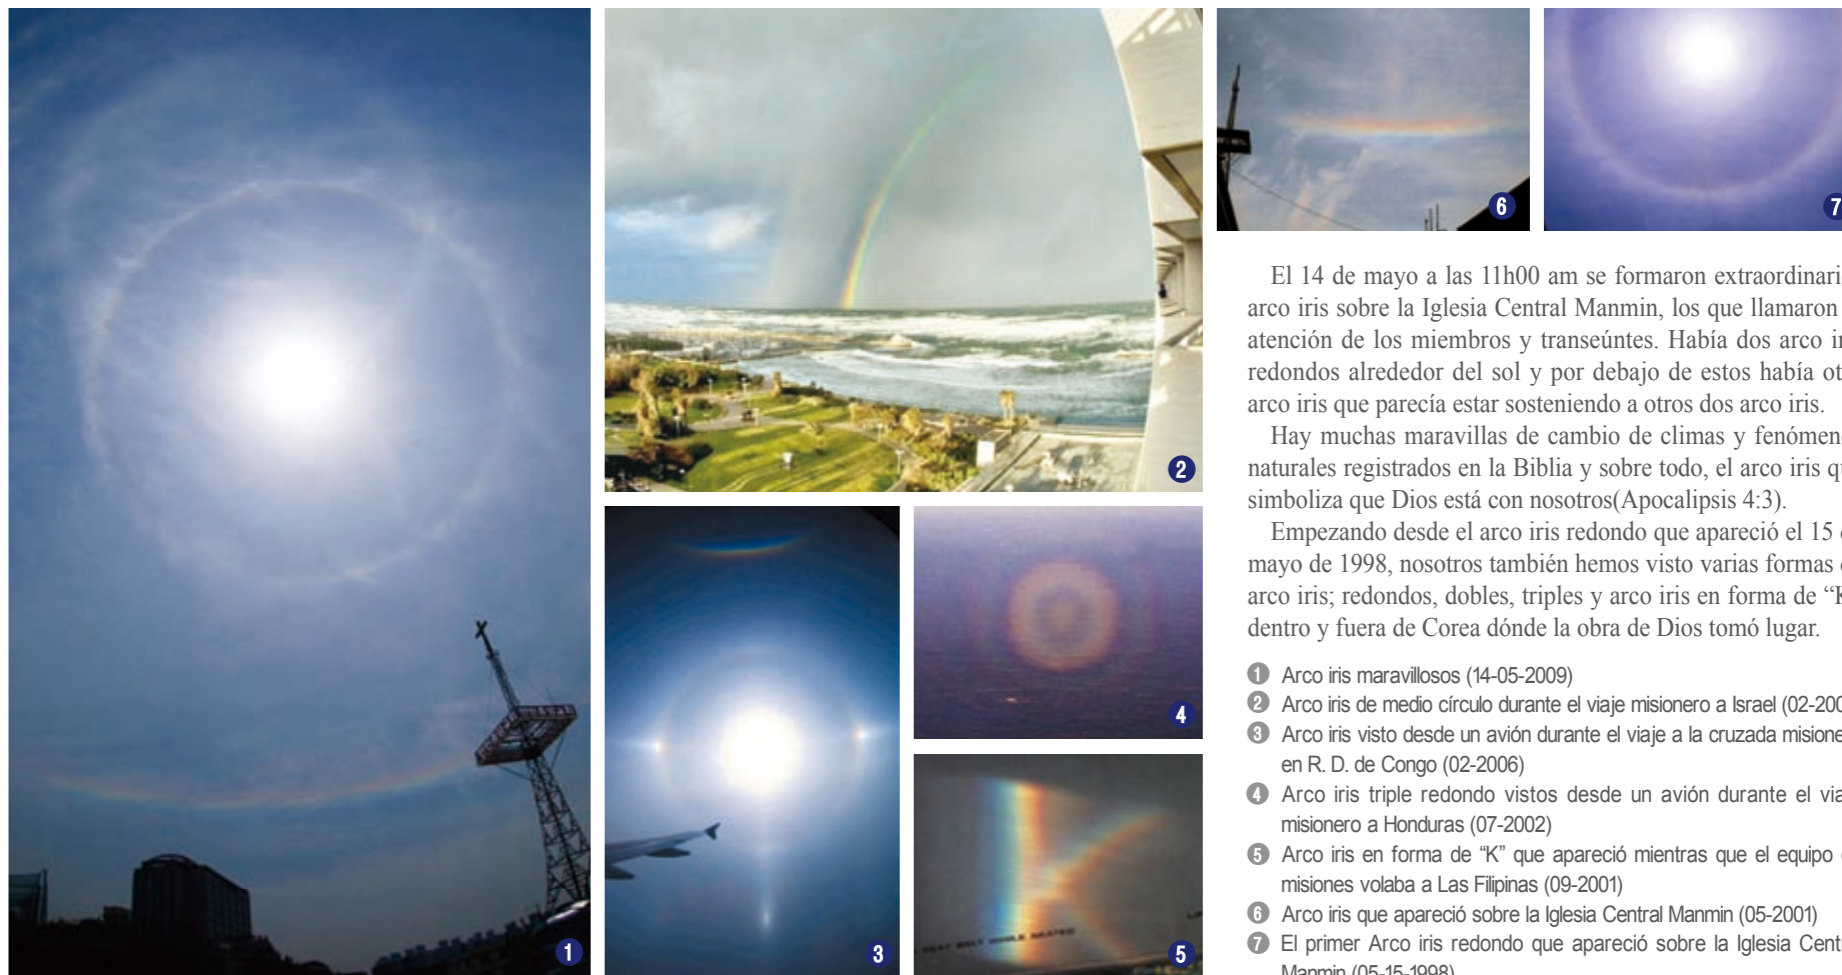 6
7
El 14 de mayo a las 11h00 am se formaron
arco iris sobre la Iglesia Central Manmin, los que llamaron
atención de los miembros y transeúntes. Había dos arco
redondos alrededor del sol y por debajo de estos había
arco iris que parecía estar sosteniendo a otros dos arco iris.
Hay muchas maravillas de cambio de climas y
naturales registrados en la Biblia y sobre todo, el arco iris
simboliza que Dios está con nosotros(Apocalipsis 4:3).
Empezando desde el arco iris redondo que apareció el 15
mayo de 1998, nosotros también hemos visto varias formas
arco iris; redondos, dobles, triples y arco iris en forma de “K
dentro y fuera de Corea dónde la obra de Dios tomó lugar.
1 Arco iris maravillosos (14-05-2009)
2 Arco iris de medio círculo durante el viaje misionero a Israel
3 Arco iris visto desde un avión durante el viaje a la cruzada
en R. D. de Congo (02-2006)
4 Arco iris triple redondo vistos desde un avión durante el
misionero a Honduras (07-2002)
5 Arco iris en forma de “K” que apareció mientras que el equipo
misiones volaba a Las Filipinas (09-2001)
6 Arco iris que apareció sobre la Iglesia Central Manmin (05-2001)
7 El primer Arco iris redondo que apareció sobre la Iglesia
Manmin (05-15-1998)
2
4
BELT WHILE SEATED
1
3
5